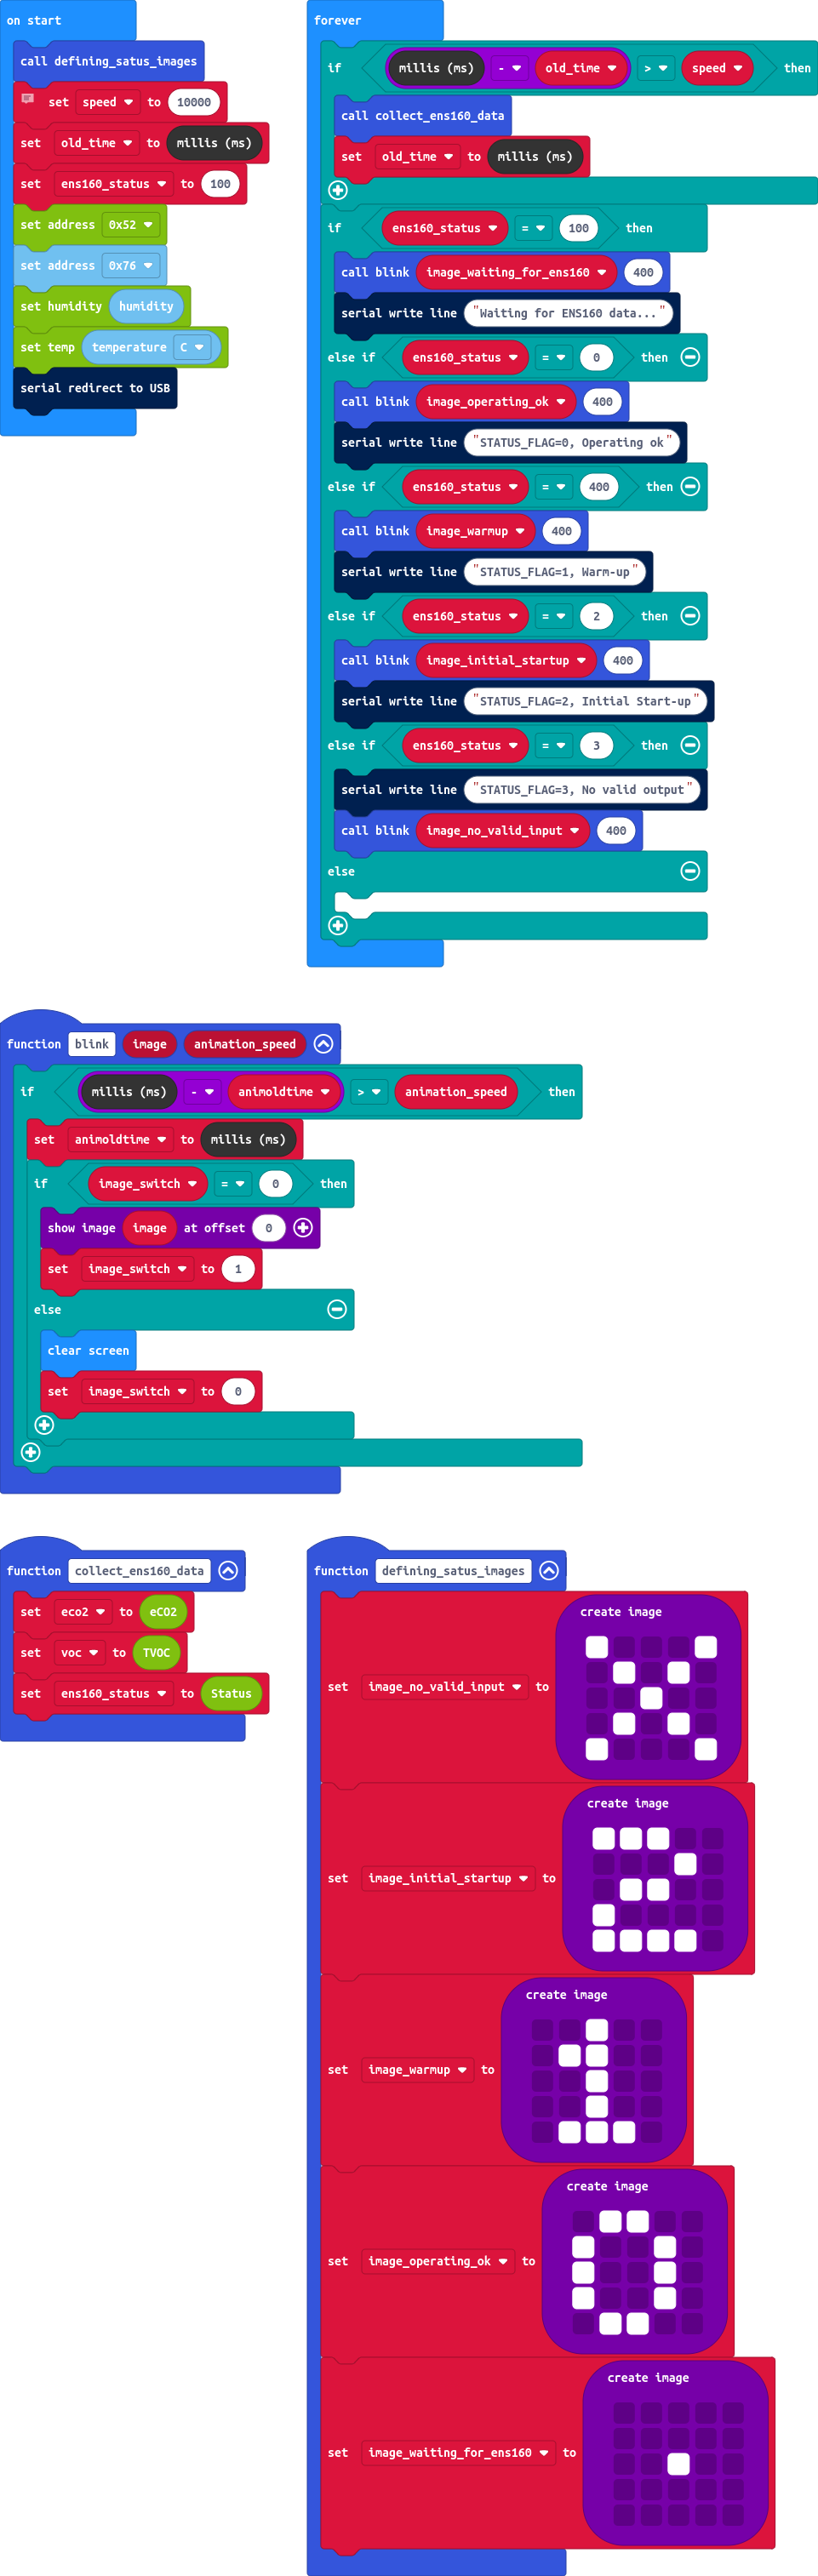 on start
call defining_satus_images
set speed to 10000
set old_time to millis (ms)
set ens160_status to 100
set address 0x52
set address 0x76
set humidity humidity
set temp temperature C
serial redirect to USB
forever
if millis (ms) - old_time > speed then
call collect_ens160_data
set old_time to millis (ms)
if ens160_status = 100 then
call blink image_waiting_for_ens160 400
serial write line "Waiting for ENS160 data..."
else if ens160_status = 0 then
call blink image_operating_ok 400
serial write line "STATUS_FLAG=0, Operating ok"
else if ens160_status = 400 then
call blink image_warmup 400
serial write line "STATUS_FLAG=1, Warm-up"
else if ens160_status = 2 then
call blink image_initial_startup 400
serial write line "STATUS_FLAG=2, Initial Start-up"
else if ens160_status = 3 then
serial write line "STATUS_FLAG=3, No valid output"
call blink image_no_valid_input 400
else
function blink image animation_speed
if millis (ms) - animoldtime > animation_speed then
set animoldtime to millis (ms)
if image_switch = 0 then
show image image at offset 0
set image_switch to 1
else
clear screen
set image_switch to 0
function collect_ens160_data
set eco2 to eCO2
set voc to TVOC
set ens160_status to Status
function defining_satus_images
create image
set image_no_valid_input to
create image
set image_initial_startup to
create image
set image_warmup to
create image
set image_operating_ok to
create image
set image_waiting_for_ens160 to